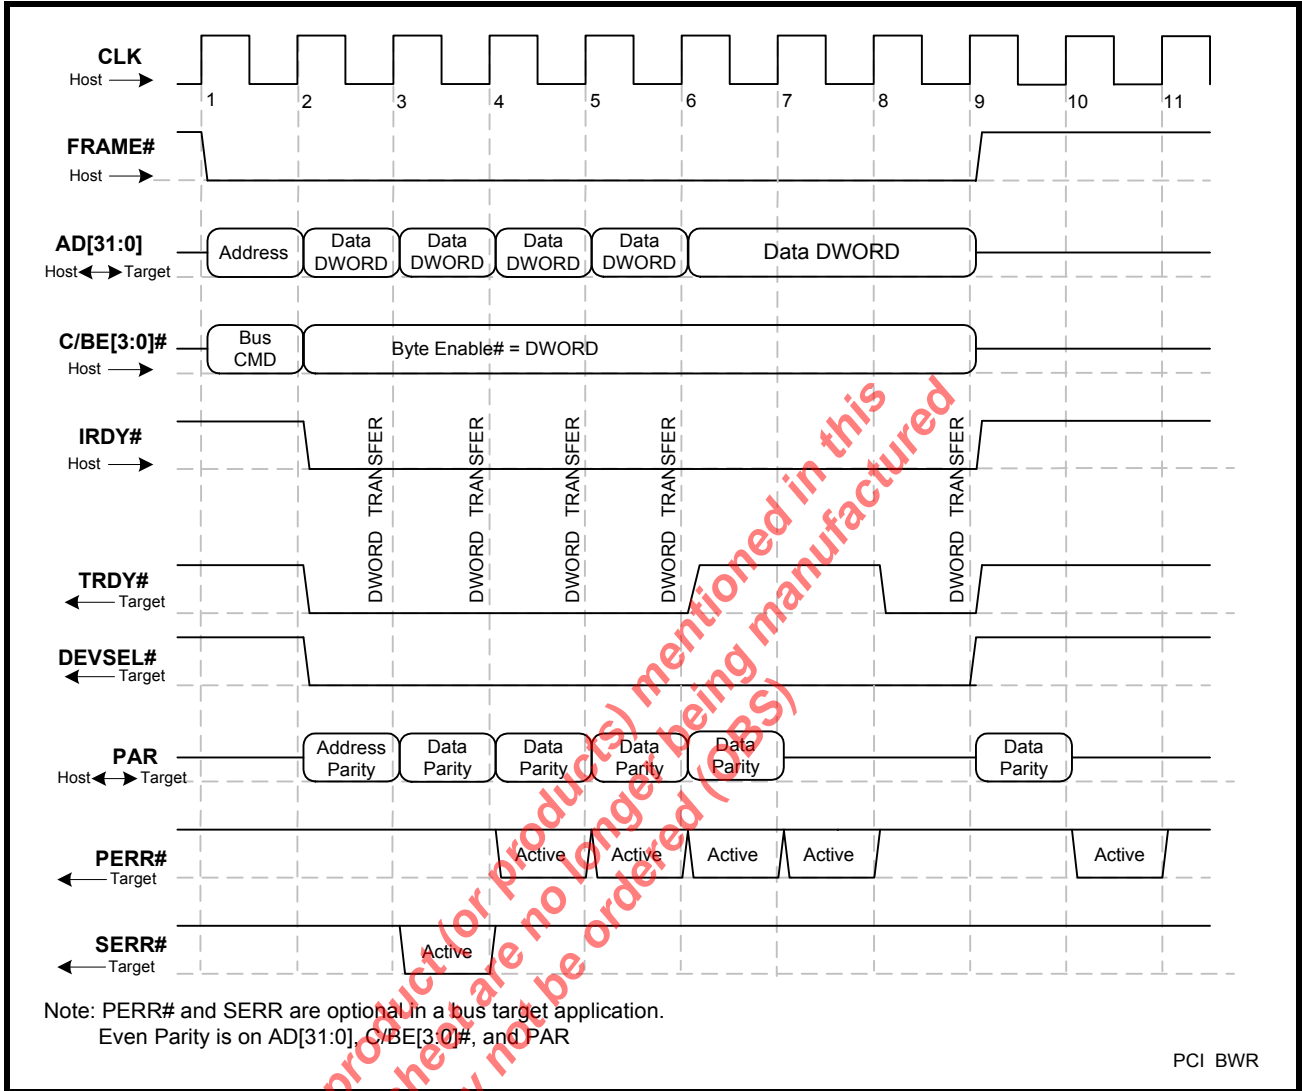 CLK
Host
1 2 3 4 5 6 7 8 9 10 11
FRAME#
Host
AD[31:0]
Host Target
Address
Data DWORD
Data DWORD
Data DWORD
Data DWORD
Data DWORD
C/BE[3:0]#
Host
Bus CMD
Byte Enable# = DWORD
IRDY#
Host
DWORD TRANSFER
DWORD TRANSFER
DWORD TRANSFER
DWORD TRANSFER
DWORD TRANSFER
TRDY#
Target
DEVSEL#
Target
PAR
Host Target
Address Parity
Data Parity
Data Parity
Data Parity
Data Parity
Data Parity
PERR#
Target
Active
Active
Active
Active
Active
SERR#
Target
Active
Note: PERR# and SERR are optional in a bus target application.
Even Parity is on AD[31:0], C/BE[3:0]#, and PAR
PCI BWR
product (or products) mentioned in this
sheet are no longer being manufactured
not be ordered (OBS)